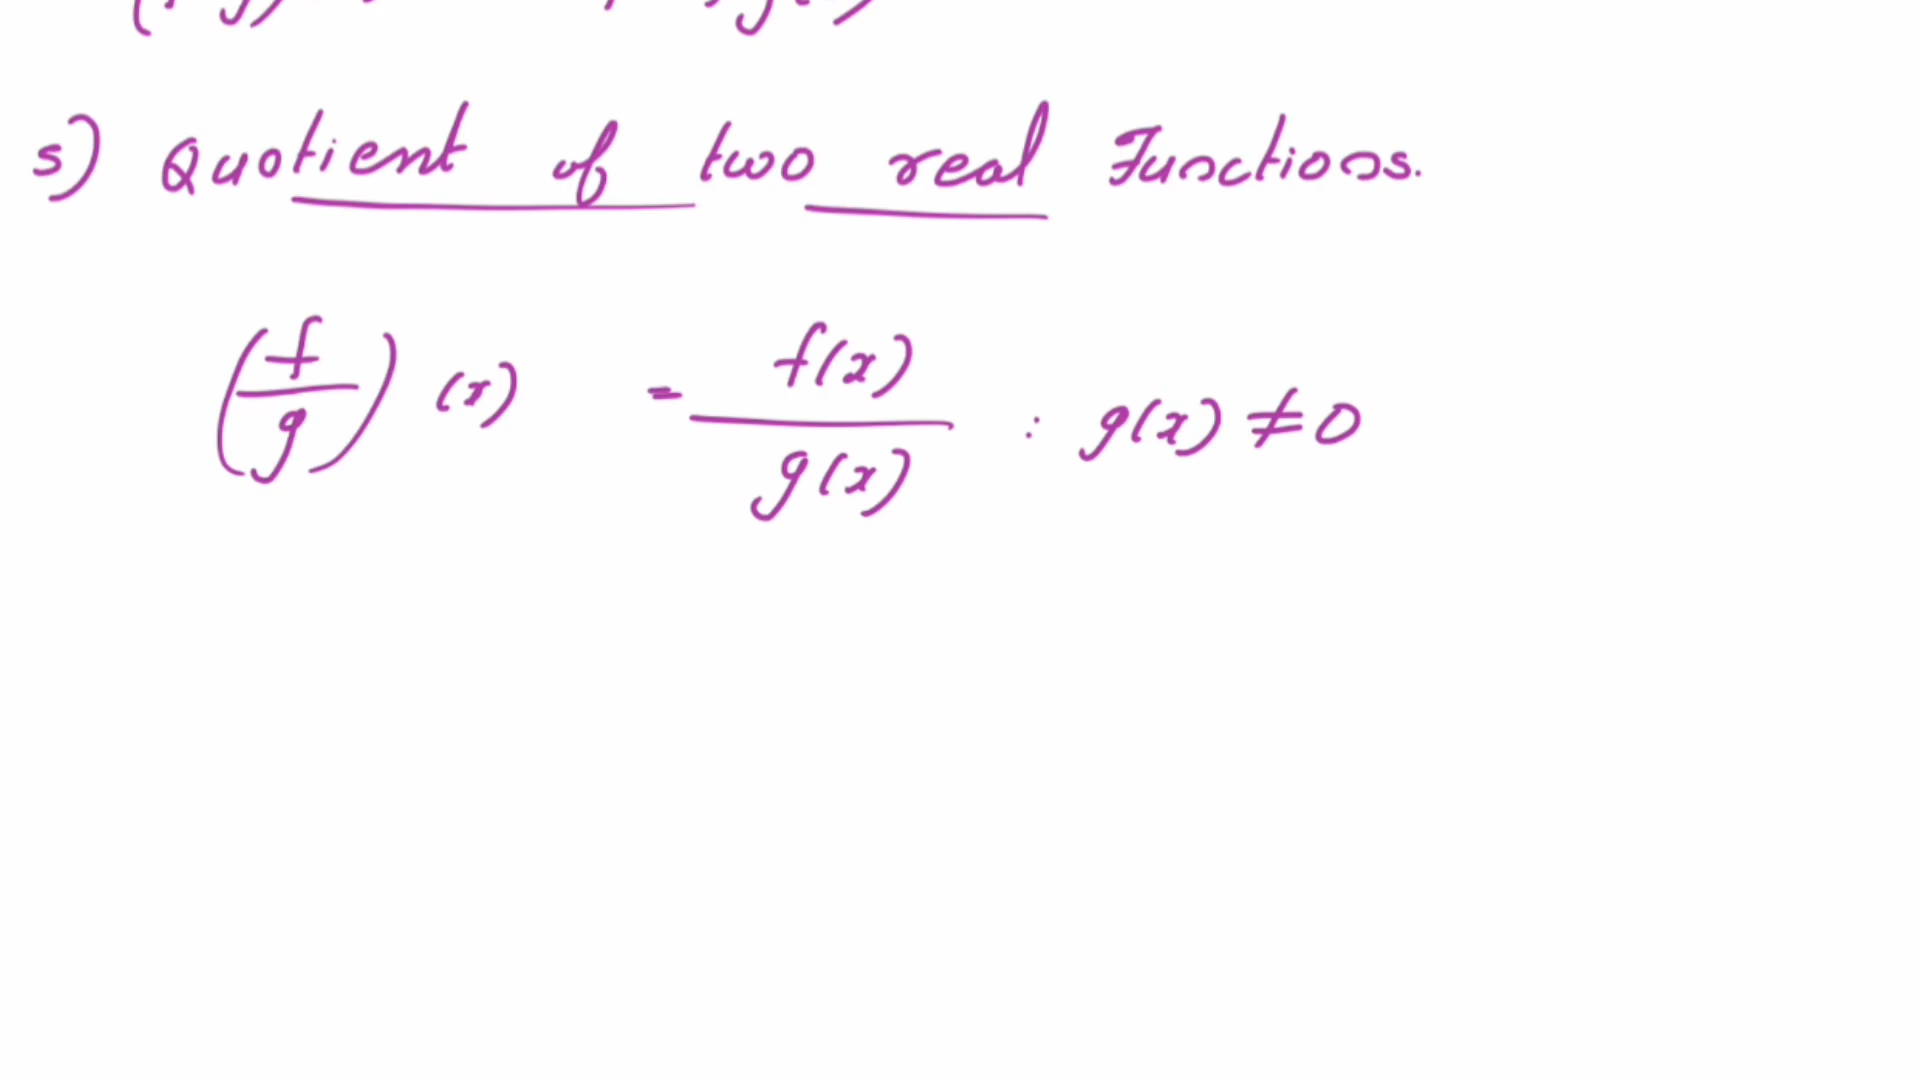 5) Quotient of two real Functions.
(f/g) (x) = f(x)/g(x) : g(x) ≠ 0